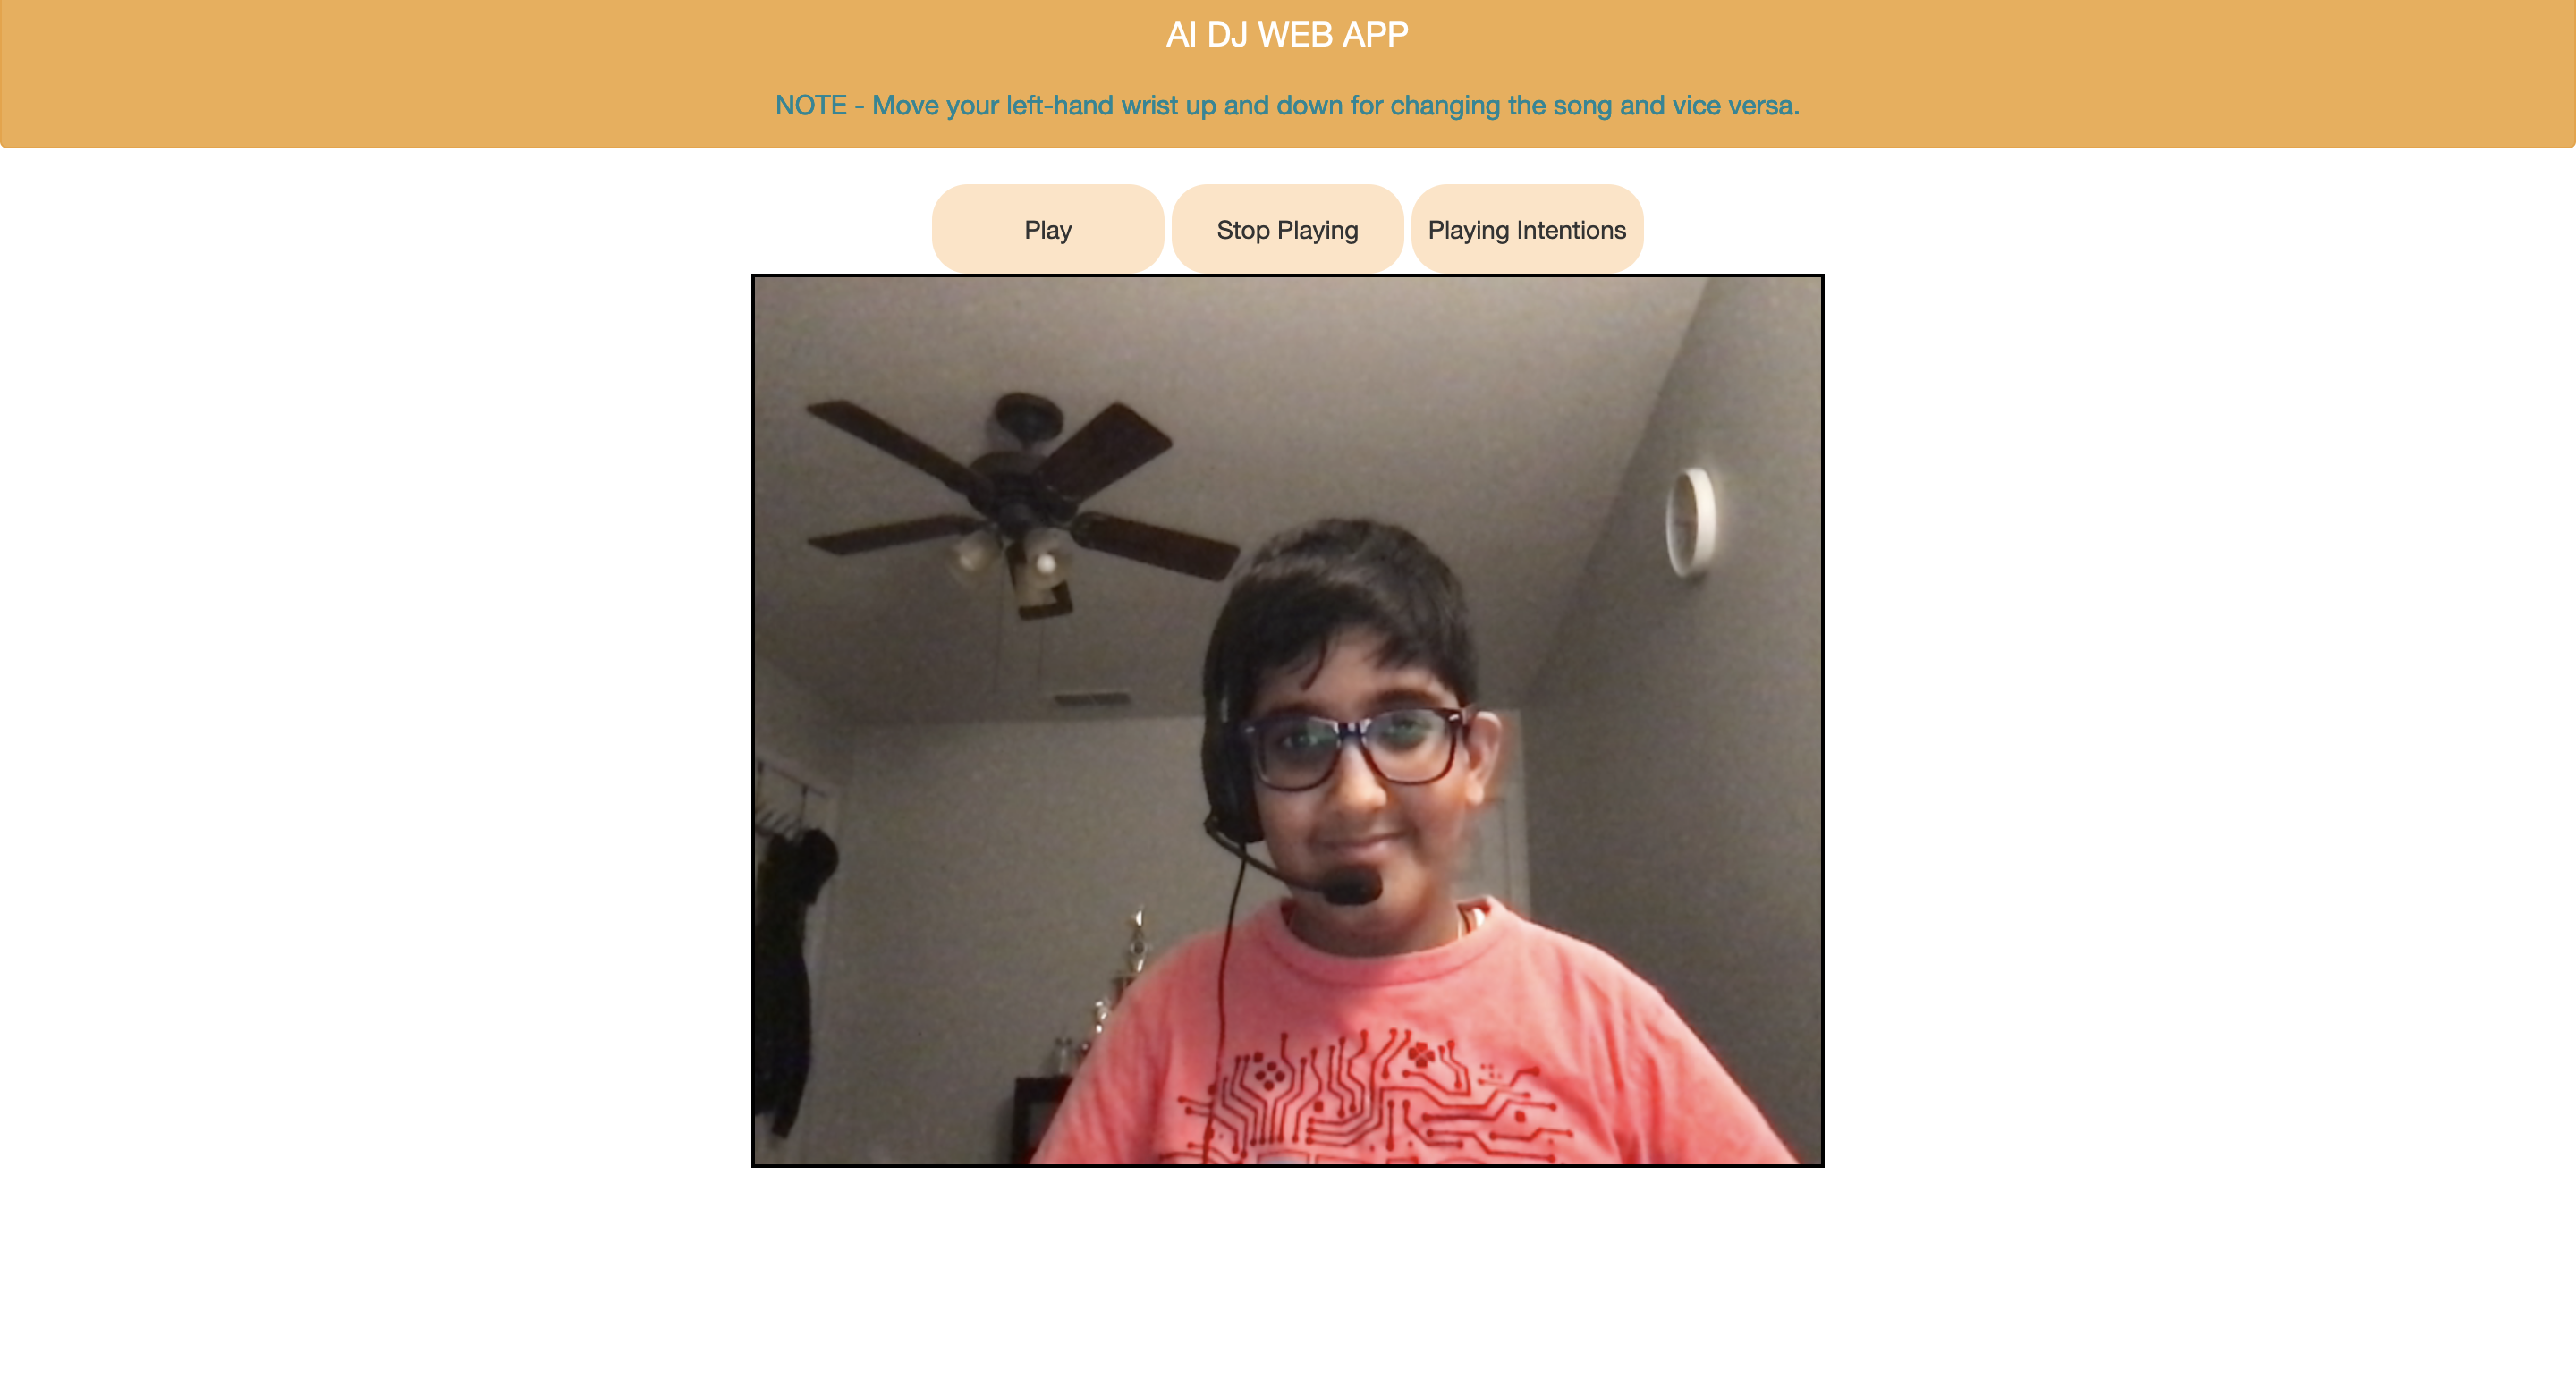 AI DJ WEB APP
NOTE - Move your left-hand wrist up and down for changing the song and vice versa.
Play
Stop Playing
Playing Intentions